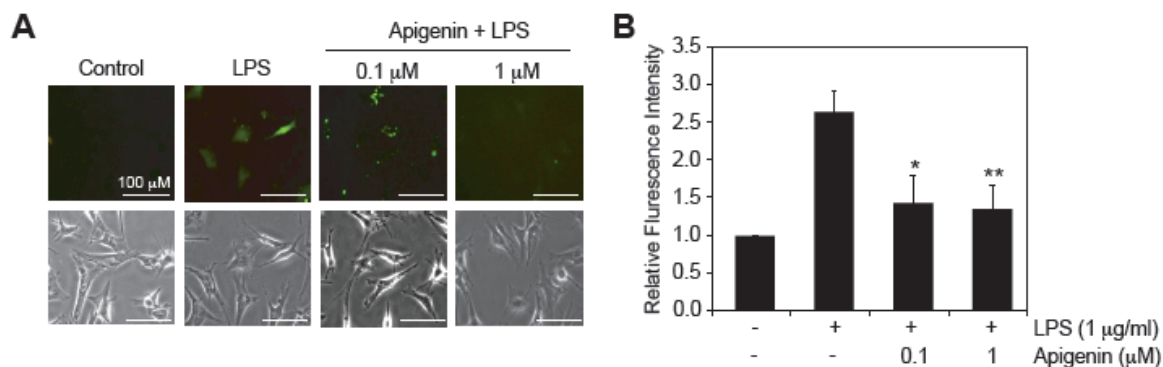 A
Apigenin + LPS
Control LPS 0.1 μM 1 μM
100 μM
B
Relative Flurescence Intensity
3.5
3.0
2.5
2.0
1.5
1.0
0.5
0.0
* **
- + + + LPS (1 μg/ml)
- - 0.1 1 Apigenin (μM)